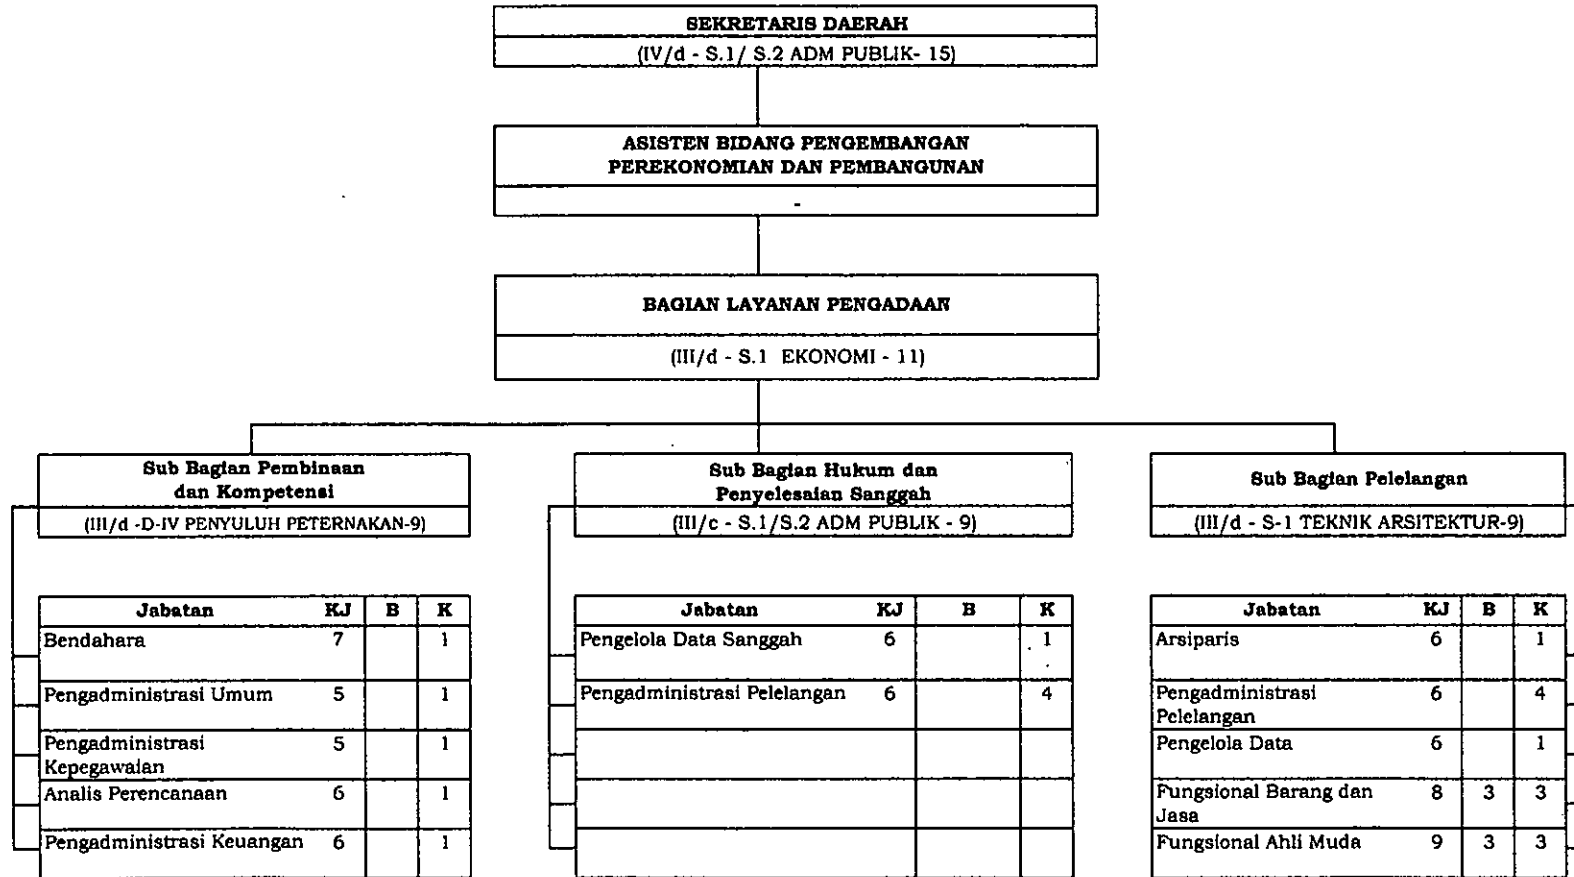 SEKRETARIS DAERAH
(IV/d - S.1/ S.2 ADM PUBLIK- 15)
ASISTEN BIDANG PENGEMBANGAN
PEREKONOMIAN DAN PEMBANGUNAN
-
BAGIAN LAYANAN PENGADAAN
(III/d - S.1 EKONOMI - 11)
Sub Bagian Pembinaan
dan Kompetensi
(III/d -D-IV PENYULUH PETERNAKAN-9)
Jabatan KJ B K
Bendahara 7 1
Pengadministrasi Umum 5 1
Pengadministrasi 5 1
Kepegawaian
Analis Perencanaan 6 1
Pengadministrasi Keuangan 6 1
Sub Bagian Hukum dan
Penyelesaian Sanggah
(III/c - S.1/S.2 ADM PUBLIK - 9)
Jabatan KJ B K
Pengelola Data Sanggah 6 1
Pengadministrasi Pelelangan 6 4
Sub Bagian Pelelangan
(III/d - S-1 TEKNIK ARSITEKTUR-9)
Jabatan KJ B K
Arsiparis 6 1
Pengadministrasi 6 4
Pelelangan
Pengelola Data 6 1
Fungsional Barang dan 8 3 3
Jasa
Fungsional Ahli Muda 9 3 3